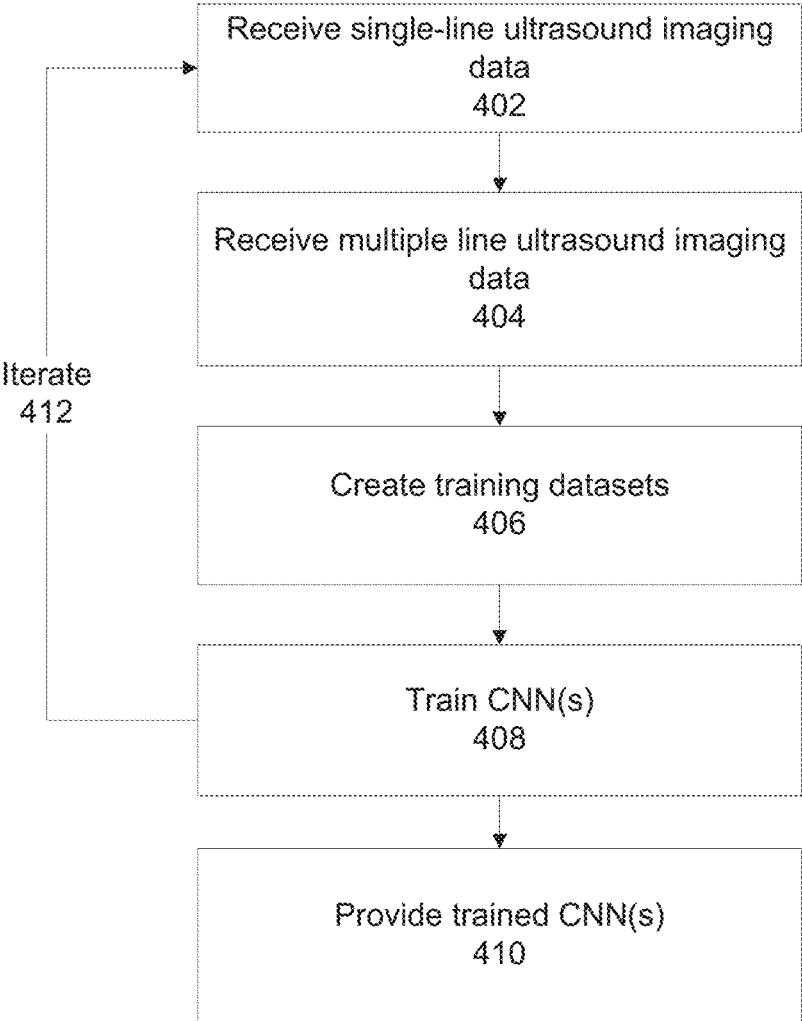 Receive single-line ultrasound imaging
data
402
Receive multiple line ultrasound imaging
data
404
Iterate
412
Create training datasets
406
Train CNN(s)
408
Provide trained CNN(s)
410